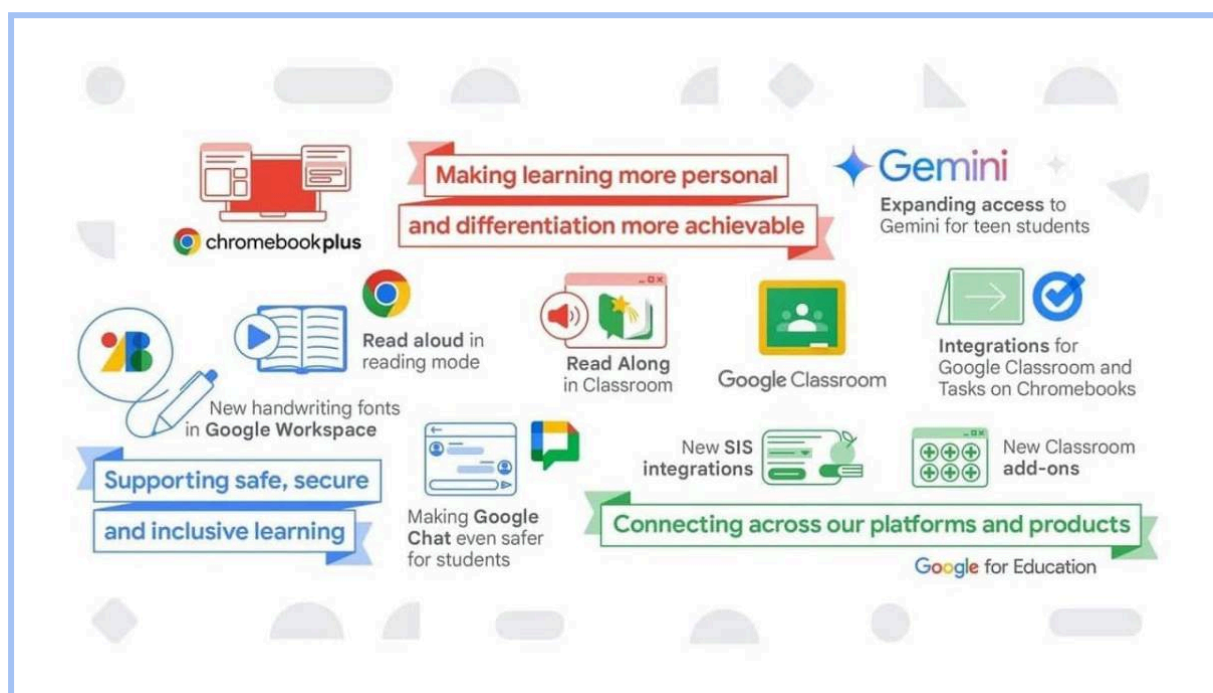 Making learning more personal
and differentiation more achievable
chromebookplus
Gemini
Expanding access to
Gemini for teen students
Read aloud in
reading mode
Read Along
in Classroom
Google Classroom
Integrations for
Google Classroom and
Tasks on Chromebooks
New handwriting fonts
in Google Workspace
Supporting safe, secure
and inclusive learning
Making Google
Chat even safer
for students
New SIS
integrations
New Classroom
add-ons
Connecting across our platforms and products
Google for Education